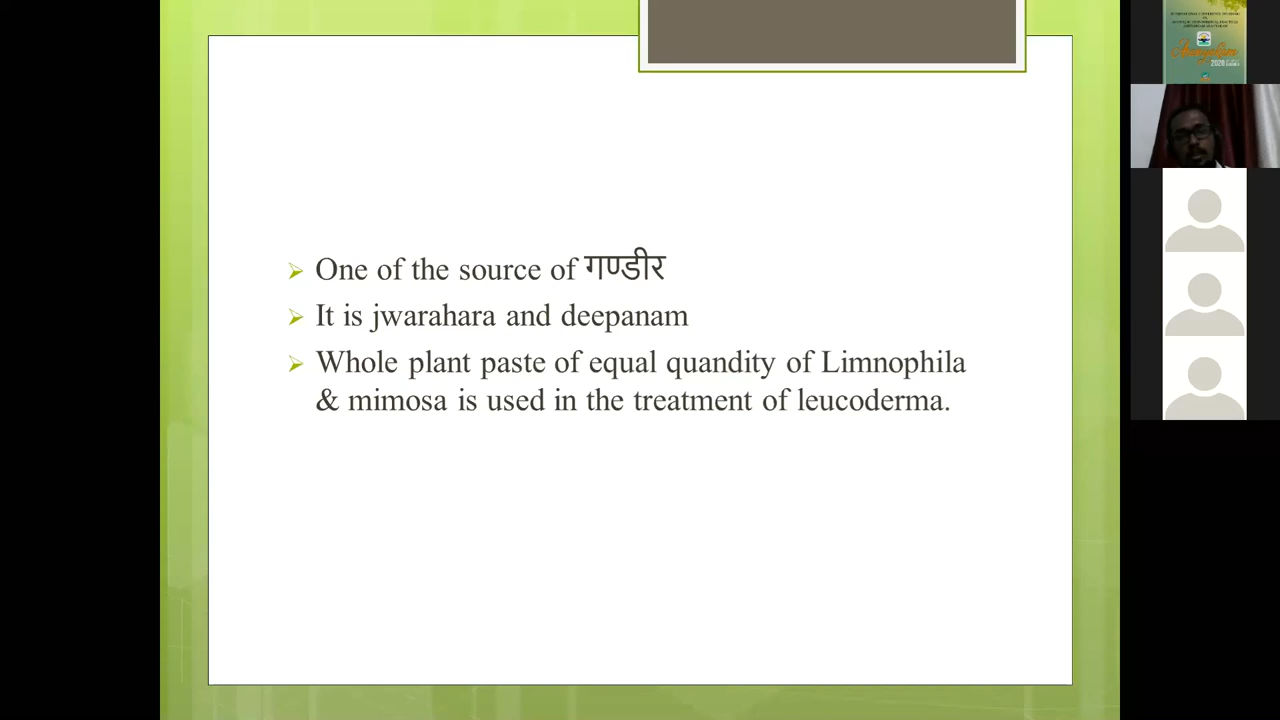 One of the source of गण्डीर
It is jwarahara and deepanam
Whole plant paste of equal quandity of Limnophila
& mimosa is used in the treatment of leucoderma.
2020